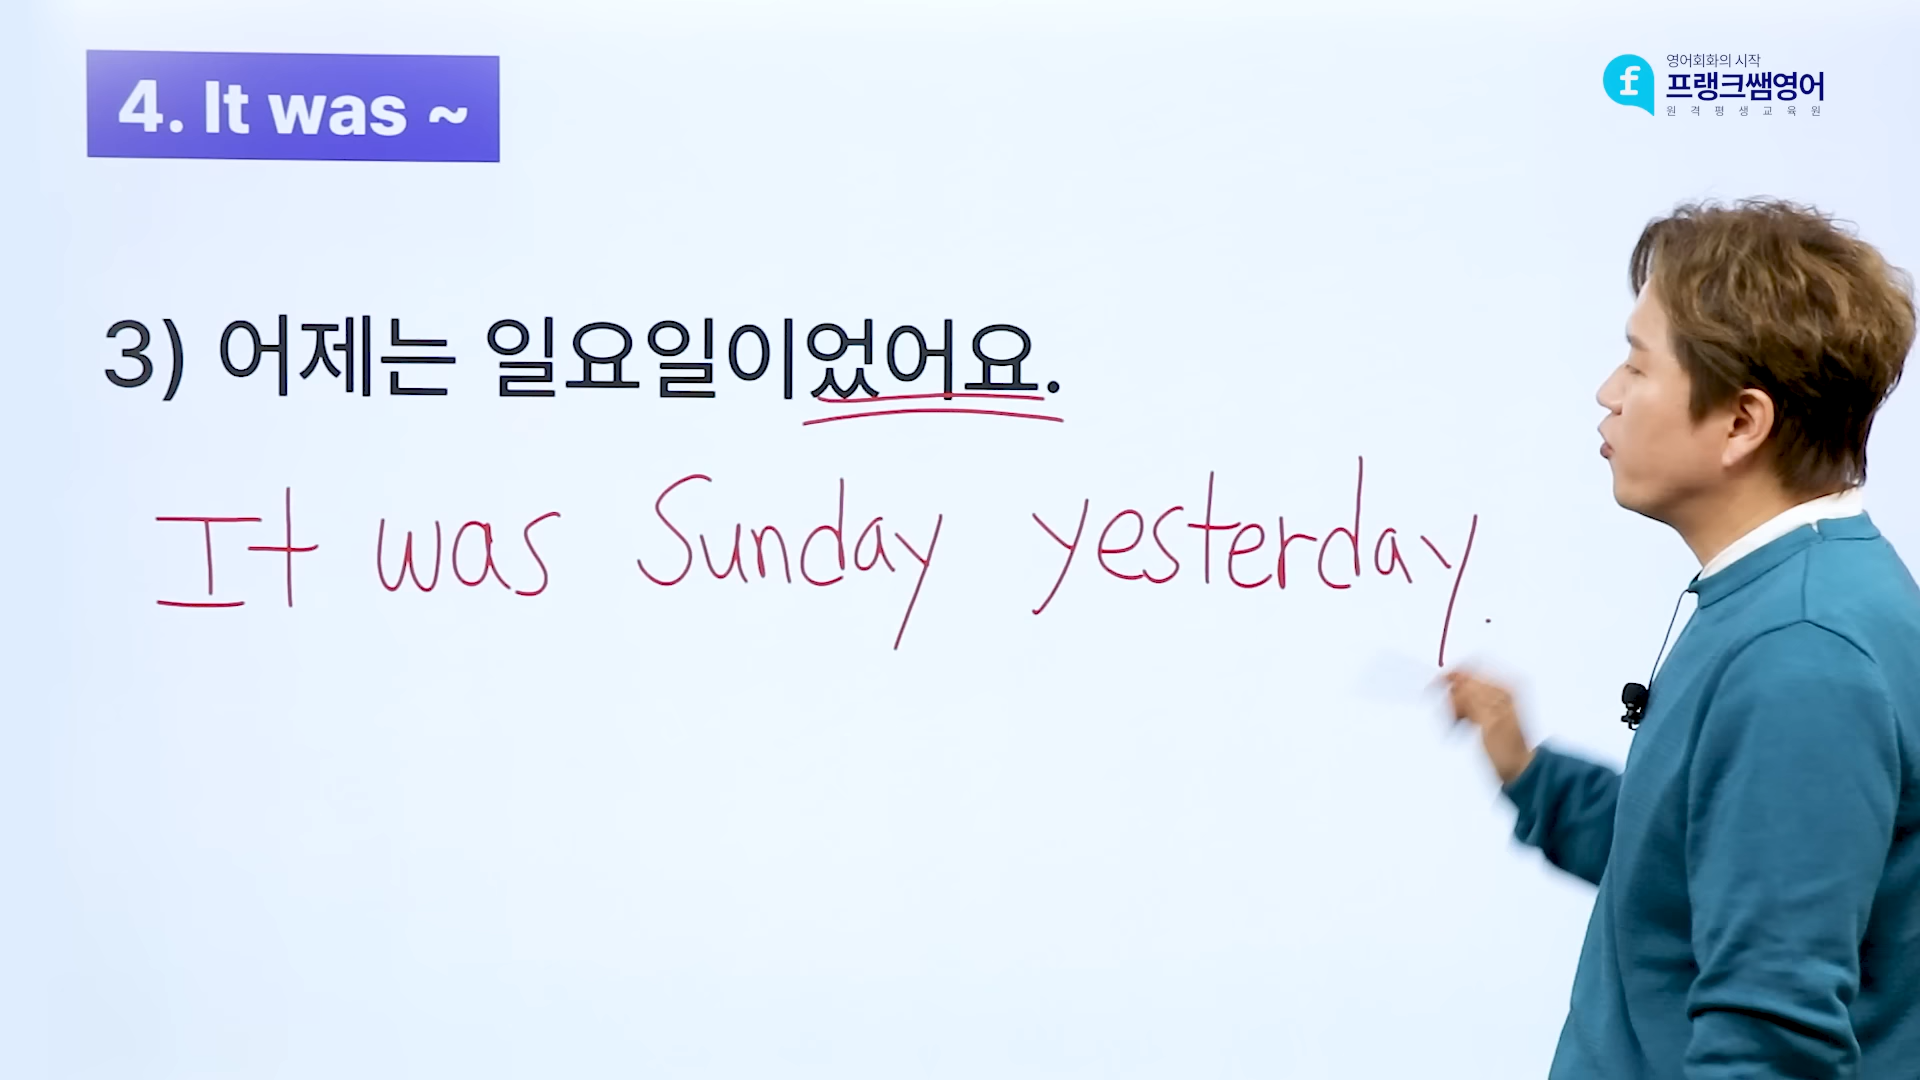 4. It was ~
영어회화의 시작
프랭크쌤영어
원격평생교육원
3) 어제는 일요일이었어요.
It was Sunday yesterday.